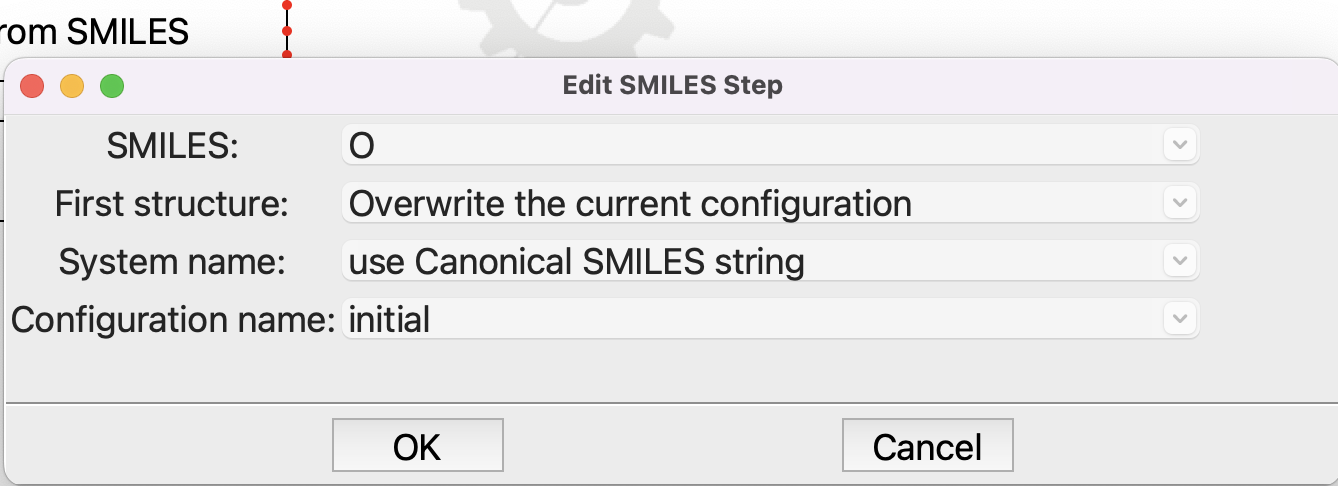 rom SMILES
Edit SMILES Step
SMILES: O
First structure: Overwrite the current configuration
System name: use Canonical SMILES string
Configuration name: initial
OK Cancel